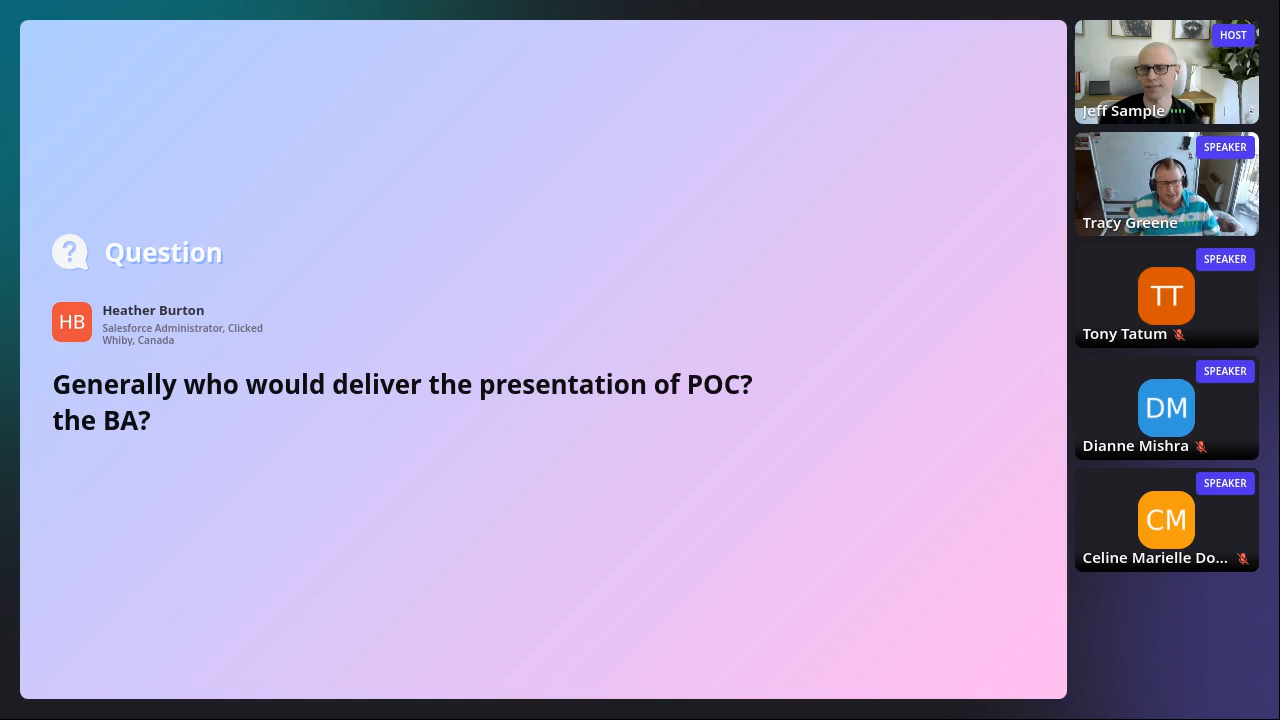 Question
HB
Heather Burton
Salesforce Administrator, Clicked
Whiby, Canada
Generally who would deliver the presentation of POC?
the BA?
HOST
Jeff Sample
SPEAKER
Tracy Greene
SPEAKER
TT
Tony Tatum
SPEAKER
DM
Dianne Mishra
SPEAKER
CM
Celine Marielle Do...